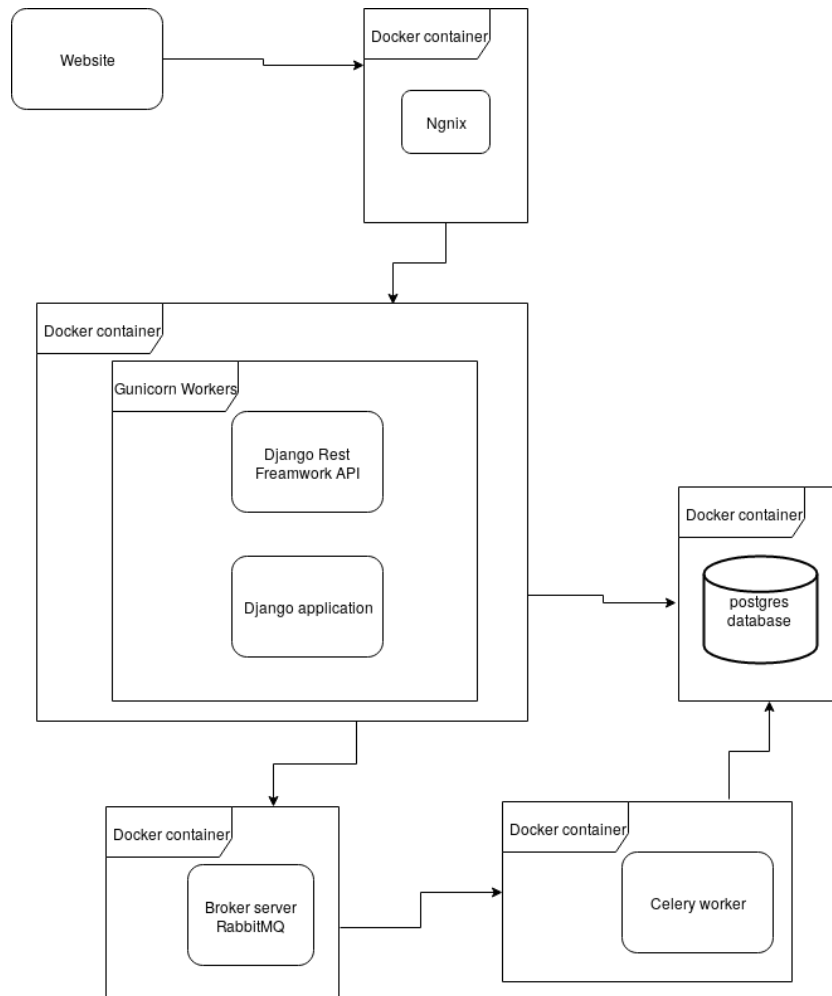 Website
Docker container
Ngnix
Docker container
Gunicorn Workers
Django Rest
Freamwork API
Django application
Docker container
postgres
database
Docker container
Broker server
RabbitMQ
Docker container
Celery worker